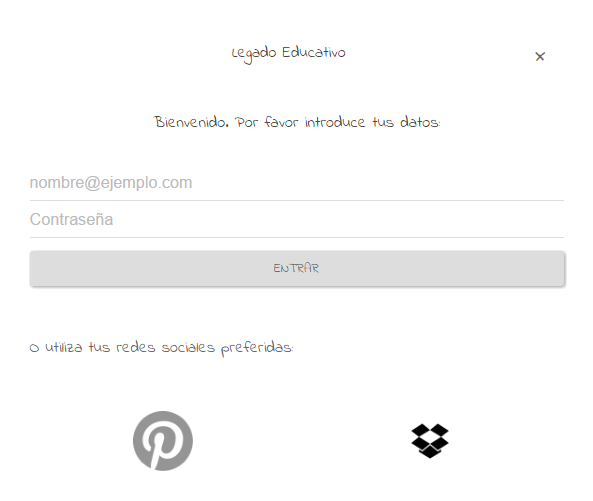 Legado Educativo
×
Bienvenido. Por favor introduce tus datos:
nombre@ejemplo.com
Contraseña
ENTRAR
O utiliza tus redes sociales preferidas: